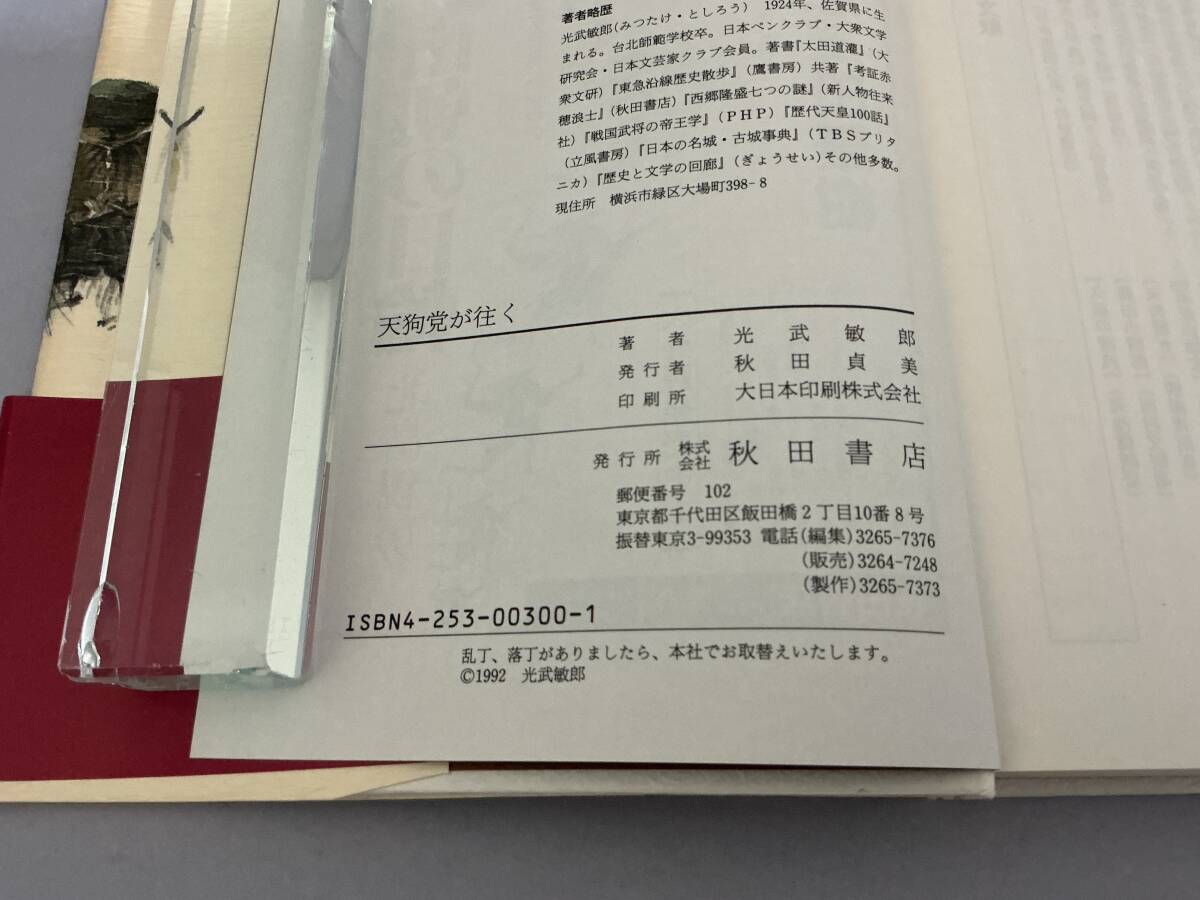 著者略歴
光武敏郎(みつたけ・としろう) 1924年、佐賀県に生
まれる。台北師範学校卒。日本ペンクラブ・大衆文学
研究会・日本文芸家クラブ会員。著書『太田道灌』(大
衆文研)『東急沿線歴史散歩』(鷹書房) 共著『考証赤
穂浪士』(秋田書店)『西郷隆盛七つの謎』(新人物往来
社)『戦国武将の帝王学』(PHP)『歴代天皇100話』
(立風書房)『日本の名城・古城事典』(TBSブリタ
ニカ)『歴史と文学の回廊』(ぎょうせい)その他多数。
現住所 横浜市緑区大場町398-8
天狗党が往く
著者 光武敏郎
発行者 秋田貞美
印刷所 大日本印刷株式会社
発行所 株式会社 秋田書店
郵便番号 102
東京都千代田区飯田橋2丁目10番8号
振替東京3-99353 電話(編集)3265-7376
(販売)3264-7248
(製作)3265-7373
ISBN4-253-00300-1
乱丁、落丁がありましたら、本社でお取替えいたします。
©1992 光武敏郎